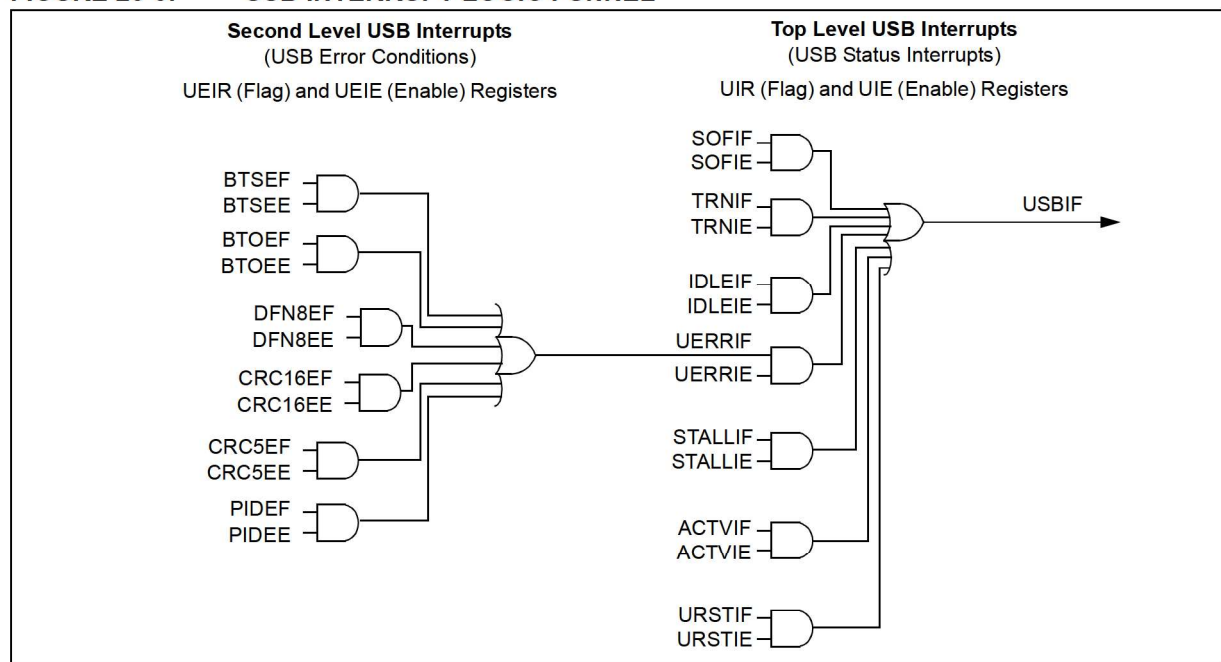 Second Level USB Interrupts
(USB Error Conditions)
UEIR (Flag) and UEIE (Enable) Registers
BTSEF
BTSEE
BTOEF
BTOEE
DFN8EF
DFN8EE
CRC16EF
CRC16EE
CRC5EF
CRC5EE
PIDEF
PIDEE
Top Level USB Interrupts
(USB Status Interrupts)
UIR (Flag) and UIE (Enable) Registers
SOFIF
SOFIE
TRNIF
TRNIE
IDLEIF
IDLEIE
UERRIF
UERRIE
STALLIF
STALLIE
ACTVIF
ACTVIE
URSTIF
URSTIE
USBIF